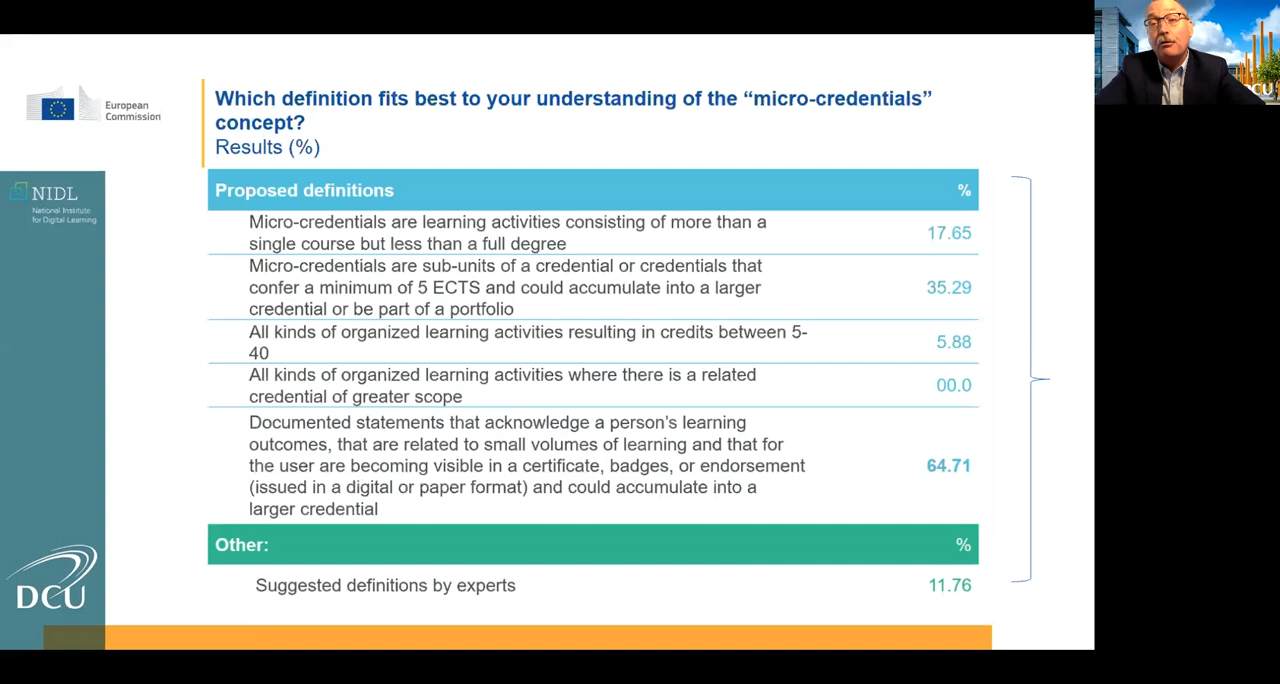 European
Commission
Which definition fits best to your understanding of the “micro-credentials”
concept?
Results (%)
NIDL
National Institute
for Digital Learning
Proposed definitions %
Micro-credentials are learning activities consisting of more than a
single course but less than a full degree
17.65
Micro-credentials are sub-units of a credential or credentials that
confer a minimum of 5 ECTS and could accumulate into a larger
credential or be part of a portfolio
35.29
All kinds of organized learning activities resulting in credits between 5-
40
5.88
All kinds of organized learning activities where there is a related
credential of greater scope
00.0
Documented statements that acknowledge a person’s learning
outcomes, that are related to small volumes of learning and that for
the user are becoming visible in a certificate, badges, or endorsement
(issued in a digital or paper format) and could accumulate into a
larger credential
64.71
Other: %
Suggested definitions by experts 11.76
DCU
CU